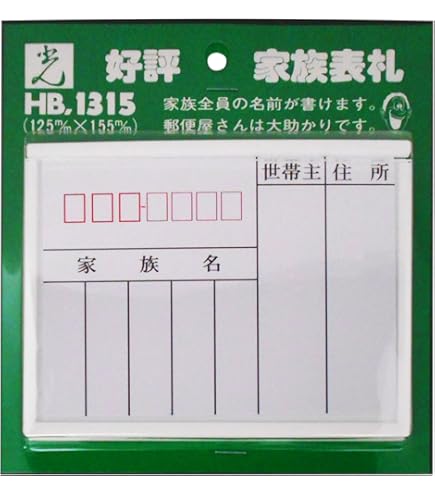 光
好評 家族表札
HB,1315
(125m/m×155m/m)
家族全員の名前が書けます。
郵便屋さんは大助かりです。
世帯主 住所
家族名